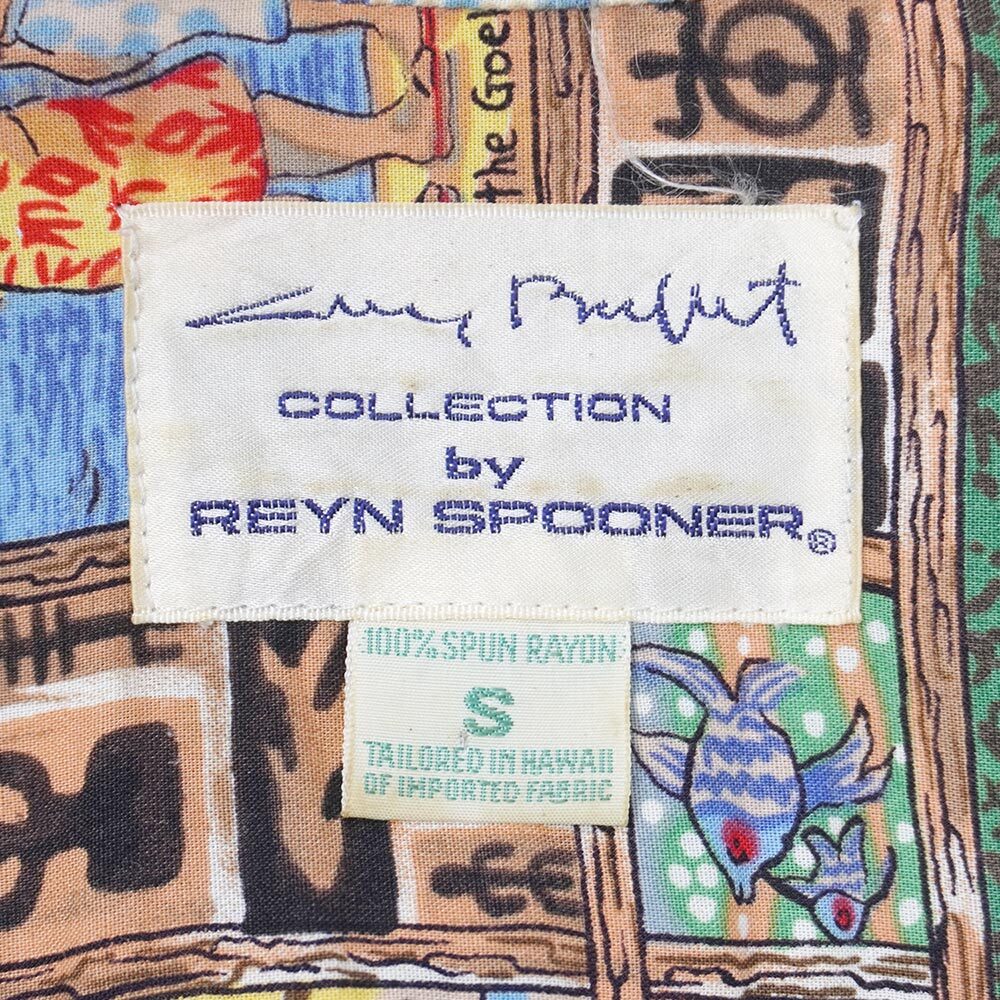 the Goe
COLLECTION
by
REYN SPOONER®
100% SPUN RAYON
S
TAILORED IN HAWAII
OF IMPORTED FABRIC